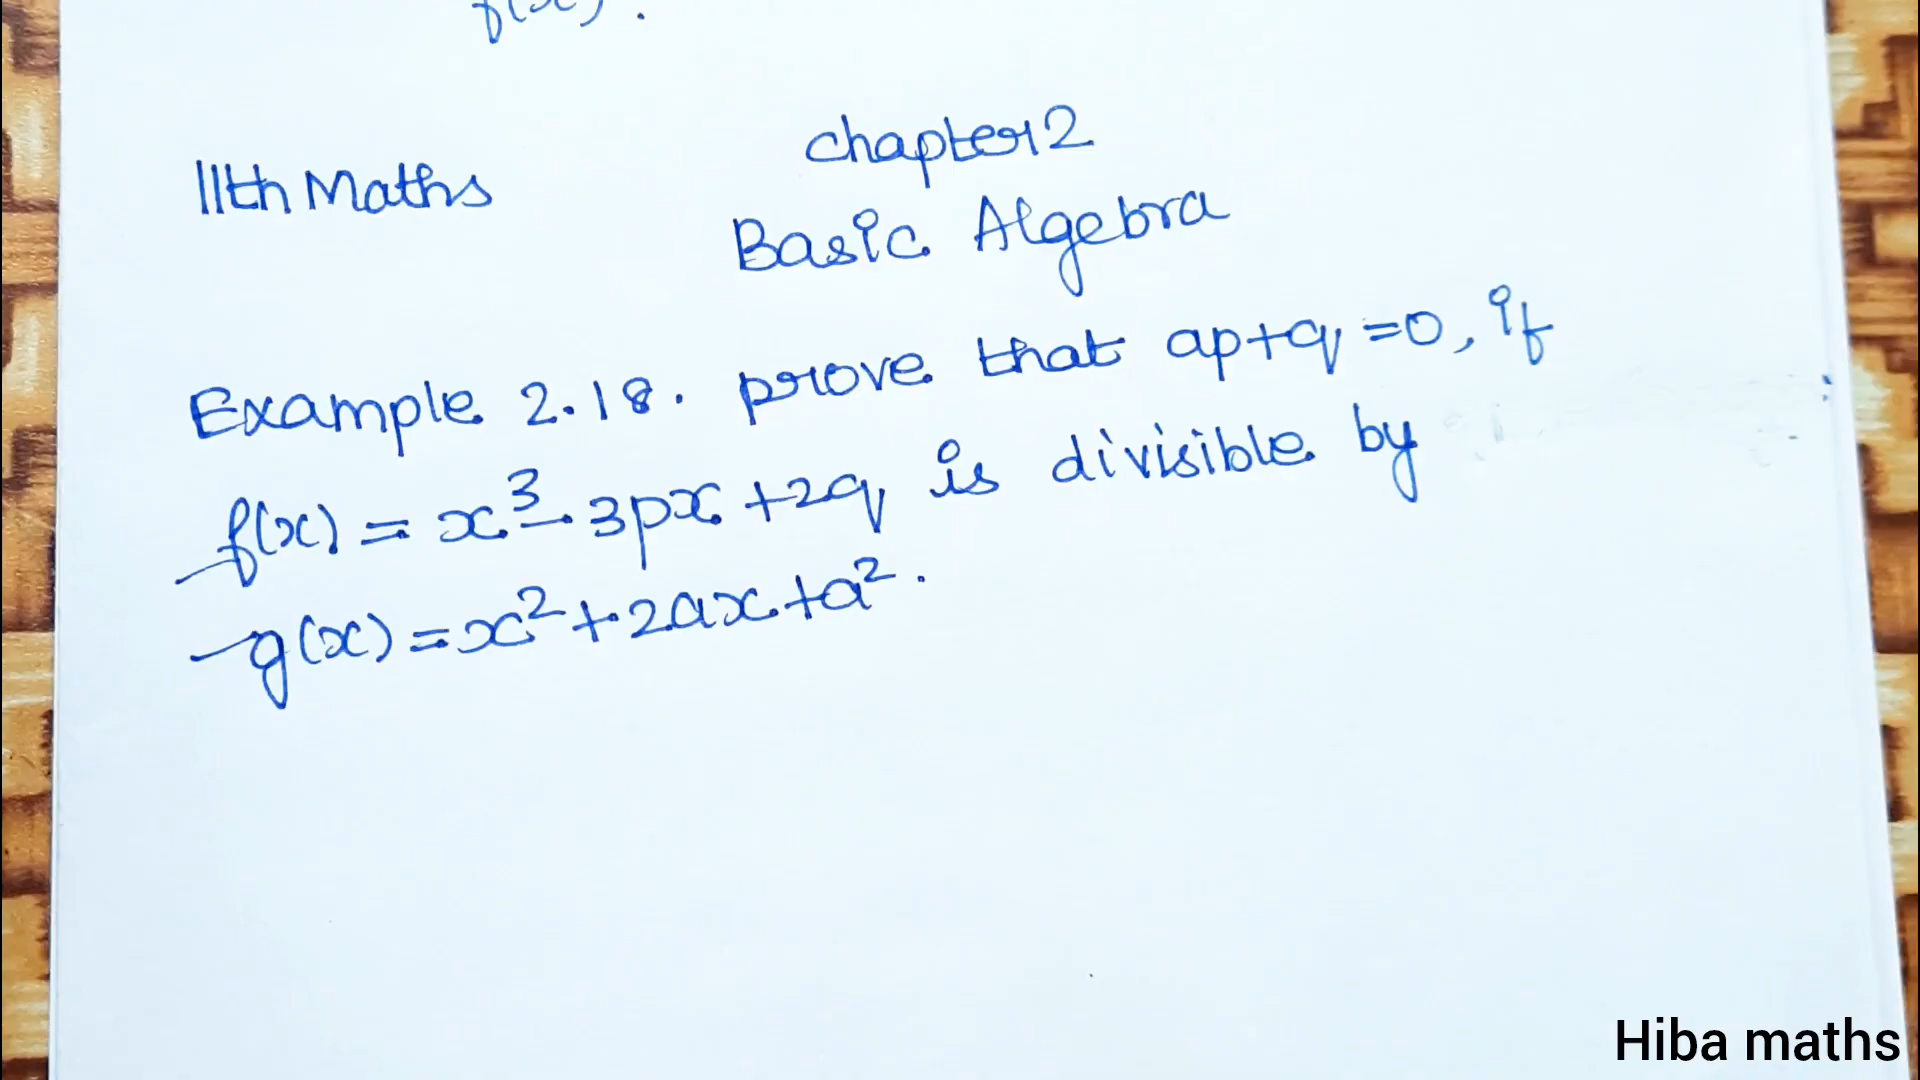 f(x).
11th Maths
chapter 2
Basic Algebra
Example 2.18. prove that ap+q=0, if
f(x) = x³ - 3px + 2q is divisible by
g(x) = x² + 2ax + a².
Hiba maths